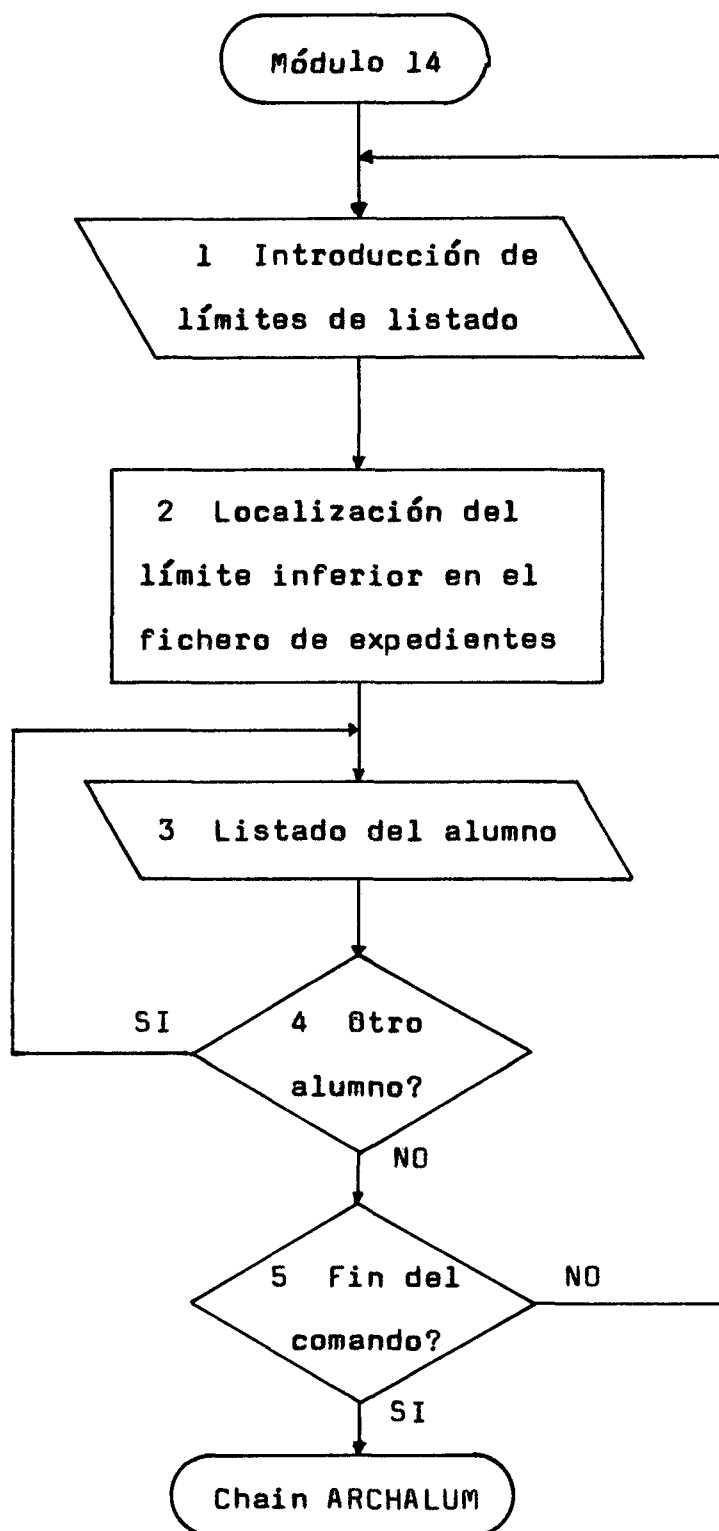 Módulo 14
1 Introducción de
límites de listado
2 Localización del
límite inferior en el
fichero de expedientes
3 Listado del alumno
SI
4 Otro
alumno?
NO
5 Fin del
NO
comando?
SI
Chain ARCHALUM